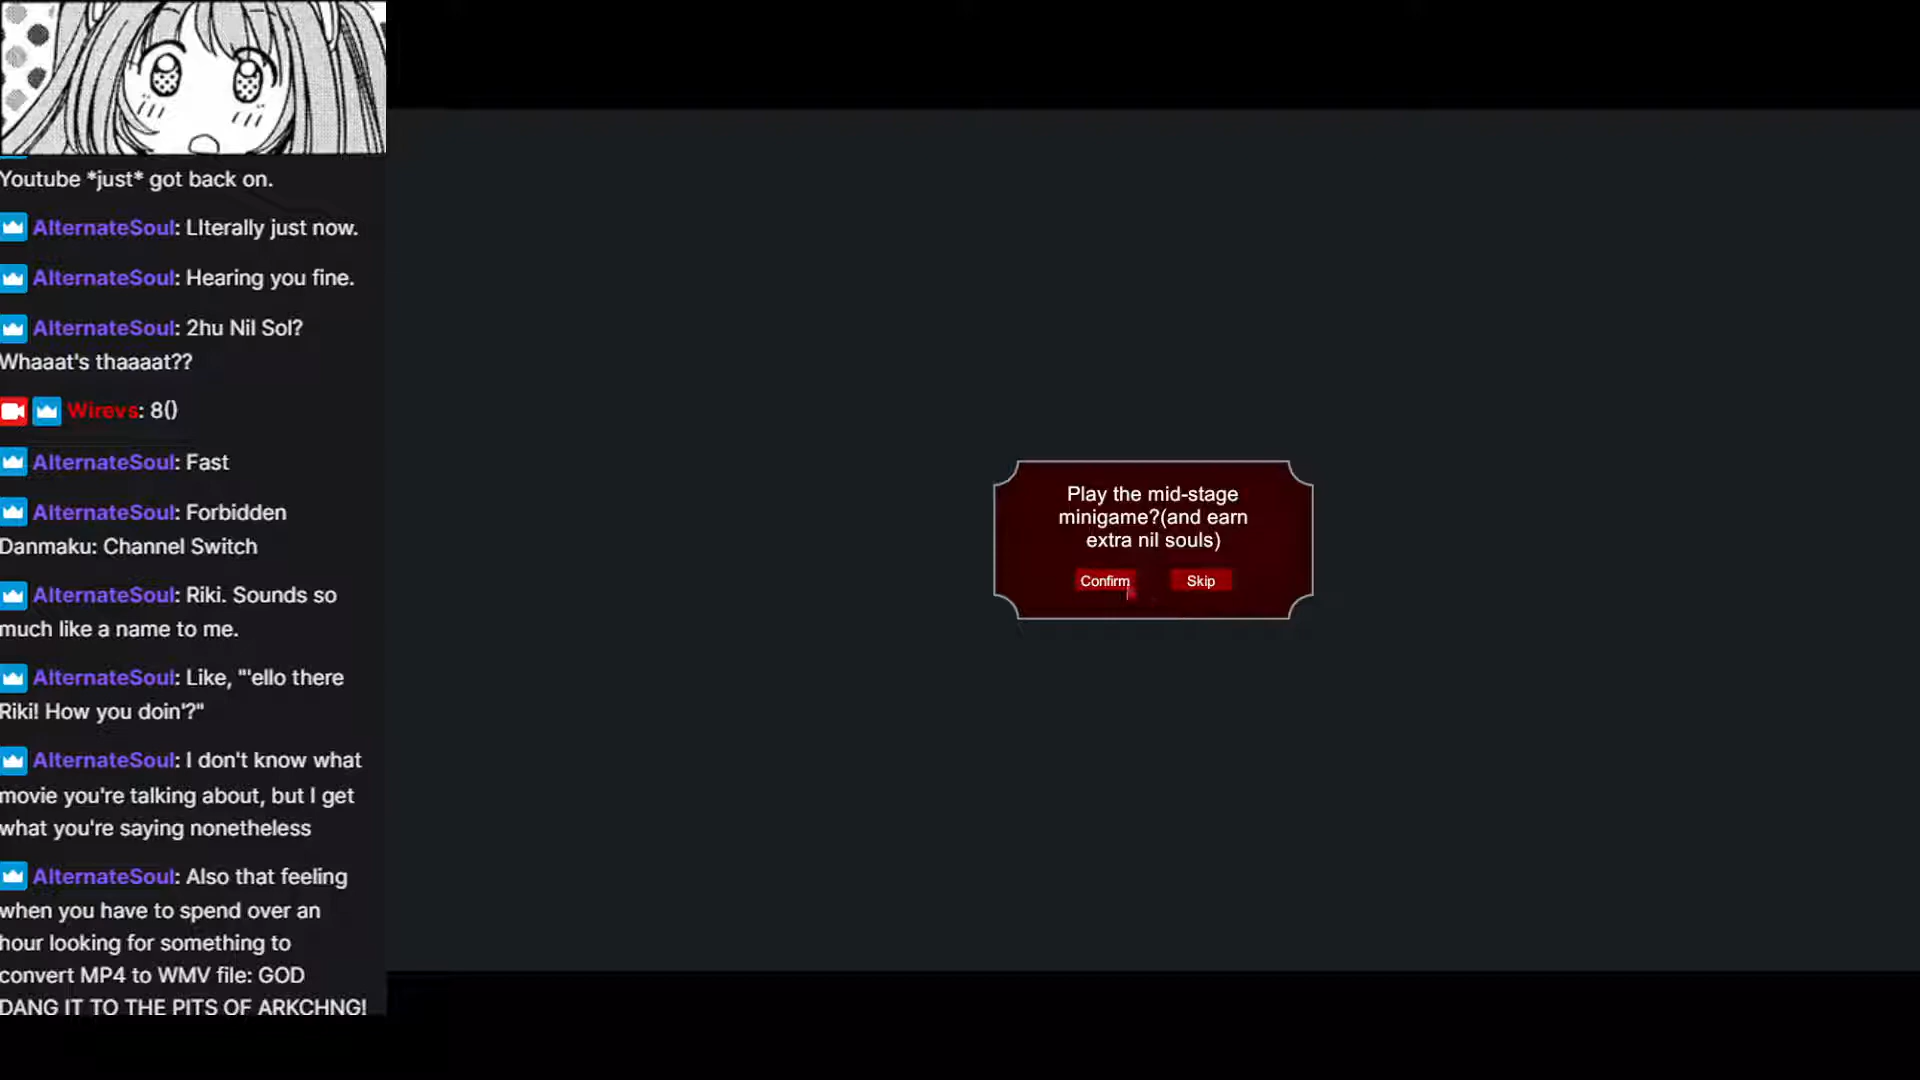 Youtube *just* got back on.
AlternateSoul: LIterally just now.
AlternateSoul: Hearing you fine.
AlternateSoul: 2hu Nil Sol?
Whaaat's thaaaat??
Wirevs: 8()
AlternateSoul: Fast
AlternateSoul: Forbidden
Danmaku: Channel Switch
AlternateSoul: Riki. Sounds so
much like a name to me.
AlternateSoul: Like, "'ello there
Riki! How you doin'?"
AlternateSoul: I don't know what
movie you're talking about, but I get
what you're saying nonetheless
AlternateSoul: Also that feeling
when you have to spend over an
hour looking for something to
convert MP4 to WMV file: GOD
DANG IT TO THE PITS OF ARKCHNG!
Play the mid-stage
minigame?(and earn
extra nil souls)
Confirm
Skip